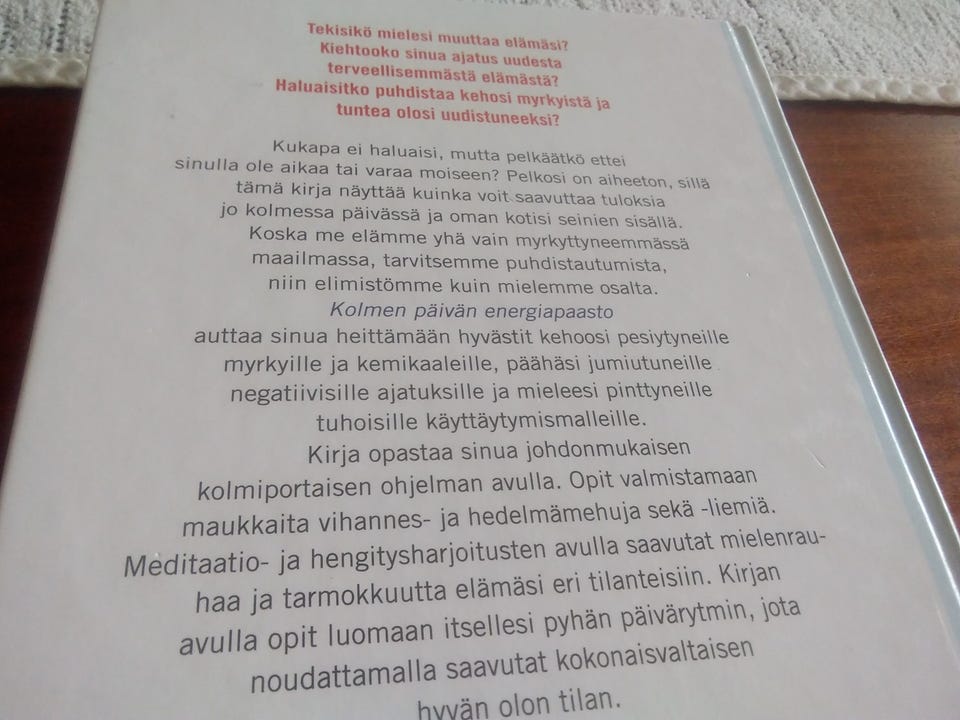 Tekisikö mielesi muuttaa elämäsi?
Kiehtooko sinua ajatus uudesta
terveellisemmästä elämästä?
Haluaisitko puhdistaa kehosi myrkyistä ja
tuntea olosi uudistuneeksi?
Kukapa ei haluaisi, mutta pelkäätkö ettei
sinulla ole aikaa tai varaa moiseen? Pelkosi on aiheeton, sillä
tämä kirja näyttää kuinka voit saavuttaa tuloksia
jo kolmessa päivässä ja oman kotisi seinien sisällä.
Koska me elämme yhä vain myrkyttyneemmässä
maailmassa, tarvitsemme puhdistautumista,
niin elimistömme kuin mielemme osalta.
Kolmen päivän energiapaasto
auttaa sinua heittämään hyvästit kehoosi pesiytyneille
myrkyille ja kemikaaleille, päähäsi jumiutuneille
negatiivisille ajatuksille ja mieleesi pinttyneille
tuhoisille käyttäytymismalleille.
Kirja opastaa sinua johdonmukaisen
kolmiportaisen ohjelman avulla. Opit valmistamaan
maukkaita vihannes- ja hedelmämehuja sekä -liemiä.
Meditaatio- ja hengitysharjoitusten avulla saavutat mielenrau-
haa ja tarmokkuutta elämäsi eri tilanteisiin. Kirjan
avulla opit luomaan itsellesi pyhän päivärytmin, jota
noudattamalla saavutat kokonaisvaltaisen
hyvän olon tilan.